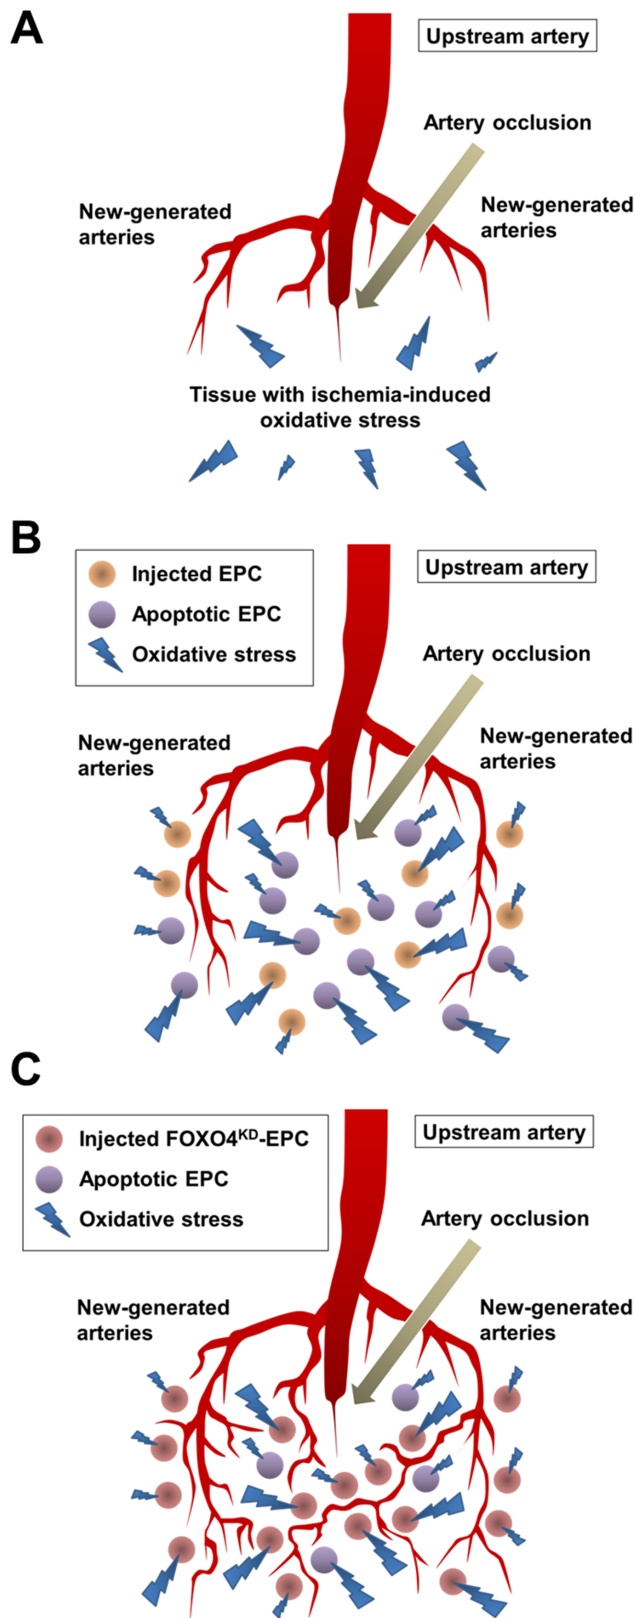 A
Upstream artery
Artery occlusion
New-generated
arteries
New-generated
arteries
Tissue with ischemia-induced
oxidative stress
B
Injected EPC
Apoptotic EPC
Oxidative stress
Upstream artery
Artery occlusion
New-generated
arteries
New-generated
arteries
C
Injected FOXO4ᴷᴰ-EPC
Apoptotic EPC
Oxidative stress
Upstream artery
Artery occlusion
New-generated
arteries
New-generated
arteries